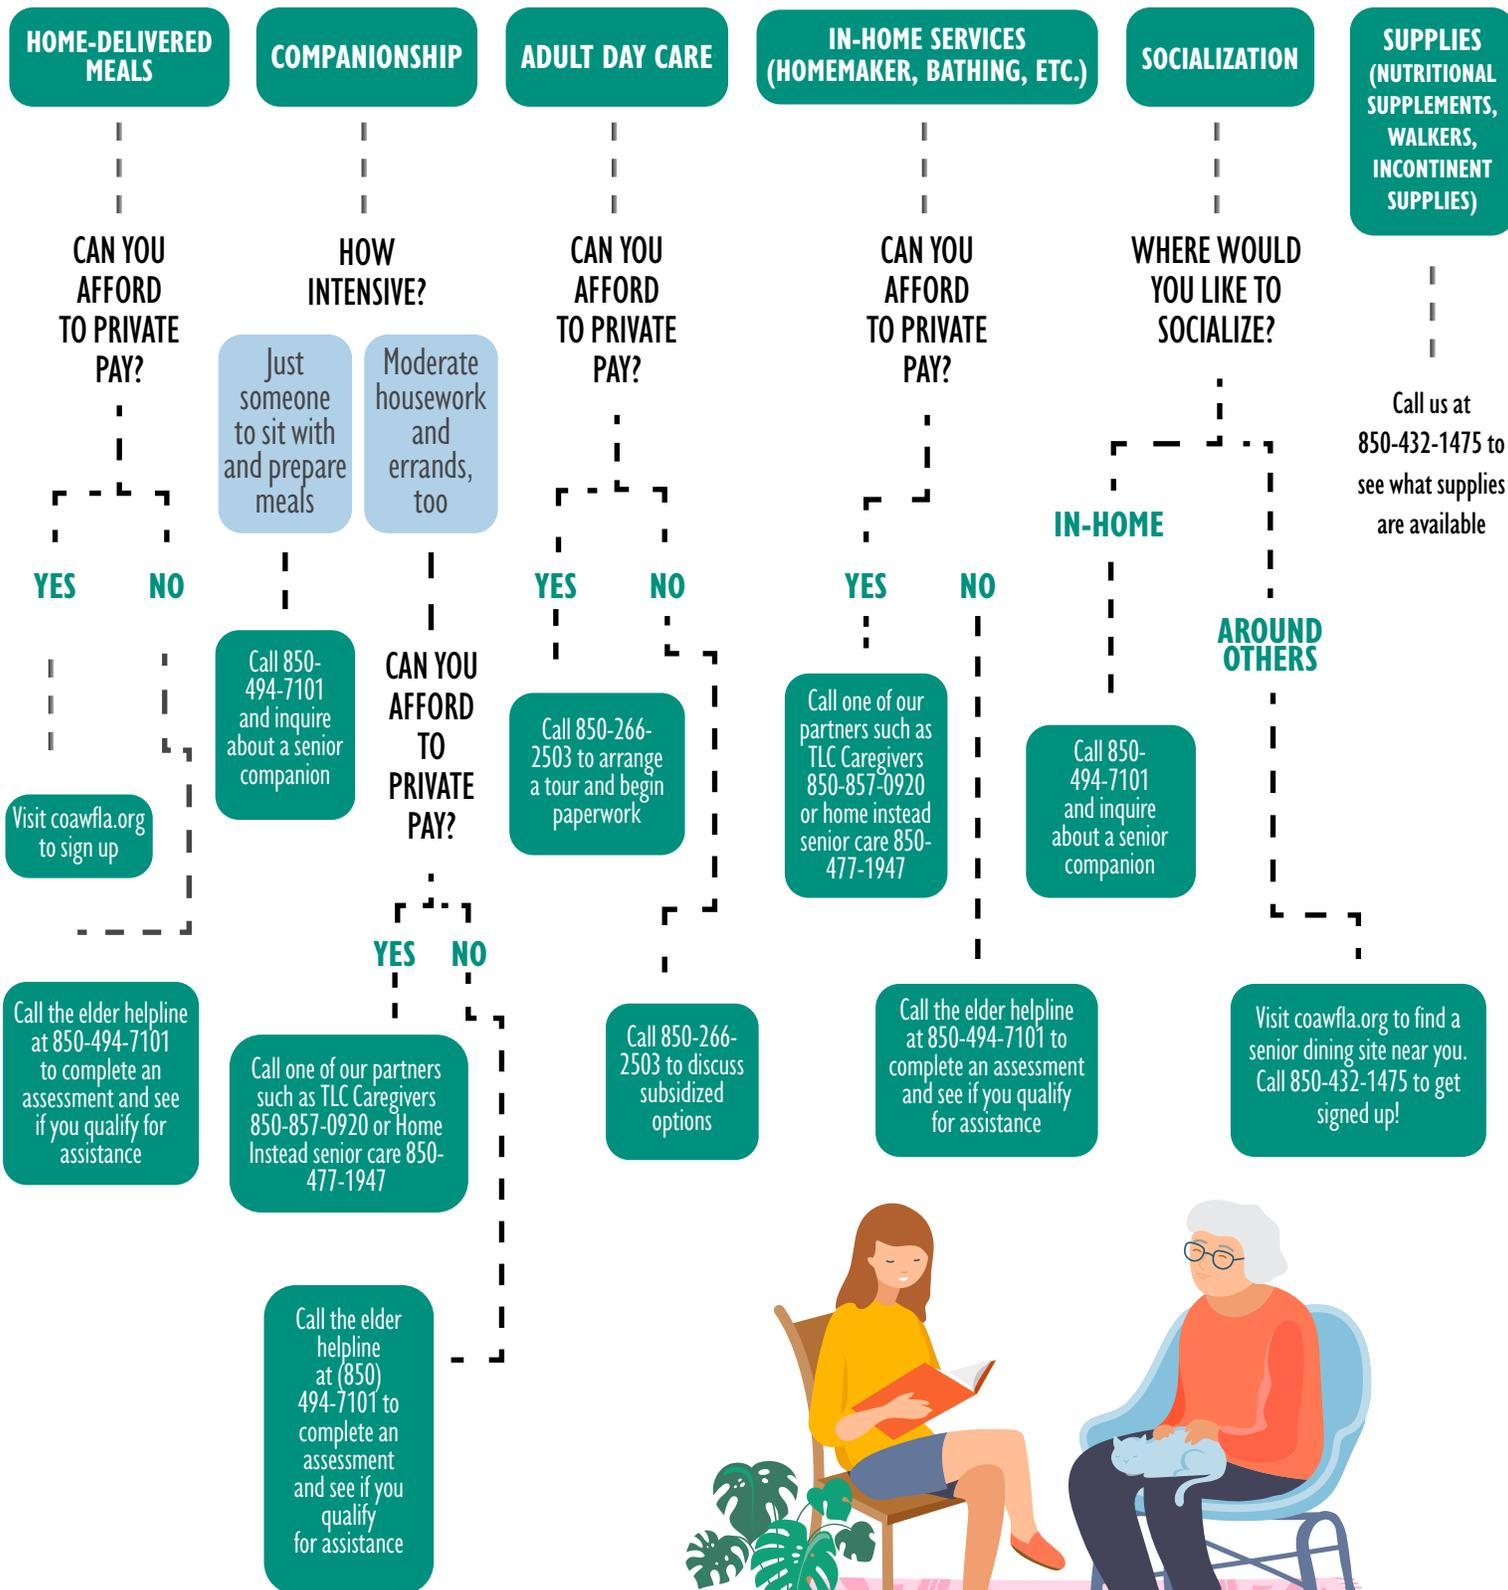 HOME-DELIVERED
MEALS
COMPANIONSHIP
ADULT DAY CARE
IN-HOME SERVICES
(HOMEMAKER, BATHING, ETC.)
SOCIALIZATION
SUPPLIES
(NUTRITIONAL
SUPPLEMENTS,
WALKERS,
INCONTINENT
SUPPLIES)
CAN YOU
AFFORD
TO PRIVATE
PAY?
YES
NO
Visit coawfla.org
to sign up
Call the elder helpline
at 850-494-7101
to complete an
assessment and see
if you qualify for
assistance
HOW
INTENSIVE?
Just
someone
to sit with
and prepare
meals
Moderate
housework
and
errands,
too
Call 850-
494-7101
and inquire
about a senior
companion
CAN YOU
AFFORD
TO
PRIVATE
PAY?
YES
NO
Call one of our partners
such as TLC Caregivers
850-857-0920 or Home
Instead senior care 850-
477-1947
Call the elder
helpline
at (850)
494-7101 to
complete an
assessment
and see if you
qualify
for assistance
CAN YOU
AFFORD
TO PRIVATE
PAY?
YES
NO
Call 850-266-
2503 to arrange
a tour and begin
paperwork
Call 850-266-
2503 to discuss
subsidized
options
CAN YOU
AFFORD
TO PRIVATE
PAY?
YES
NO
Call one of our
partners such as
TLC Caregivers
850-857-0920
or home instead
senior care 850-
477-1947
Call the elder helpline
at 850-494-7101 to
complete an assessment
and see if you qualify
for assistance
WHERE WOULD
YOU LIKE TO
SOCIALIZE?
IN-HOME
AROUND
OTHERS
Call 850-
494-7101
and inquire
about a senior
companion
Visit coawfla.org to find a
senior dining site near you.
Call 850-432-1475 to get
signed up!
Call us at
850-432-1475 to
see what supplies
are available